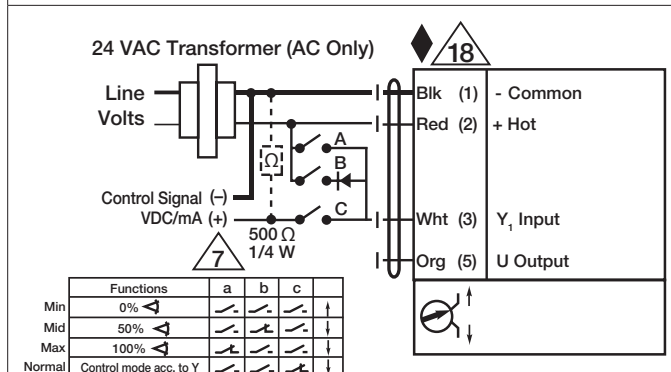 24 VAC Transformer (AC Only)
18
Line
Volts
Blk (1) - Common
Red (2) + Hot
A
B
Ω
Control Signal (–)
VDC/mA (+)
C
Wht (3) Y1 Input
500 Ω
1/4 W
7
Org (5) U Output
Functions a b c
Min 0%
Mid 50%
Max 100%
Normal Control mode acc. to Y